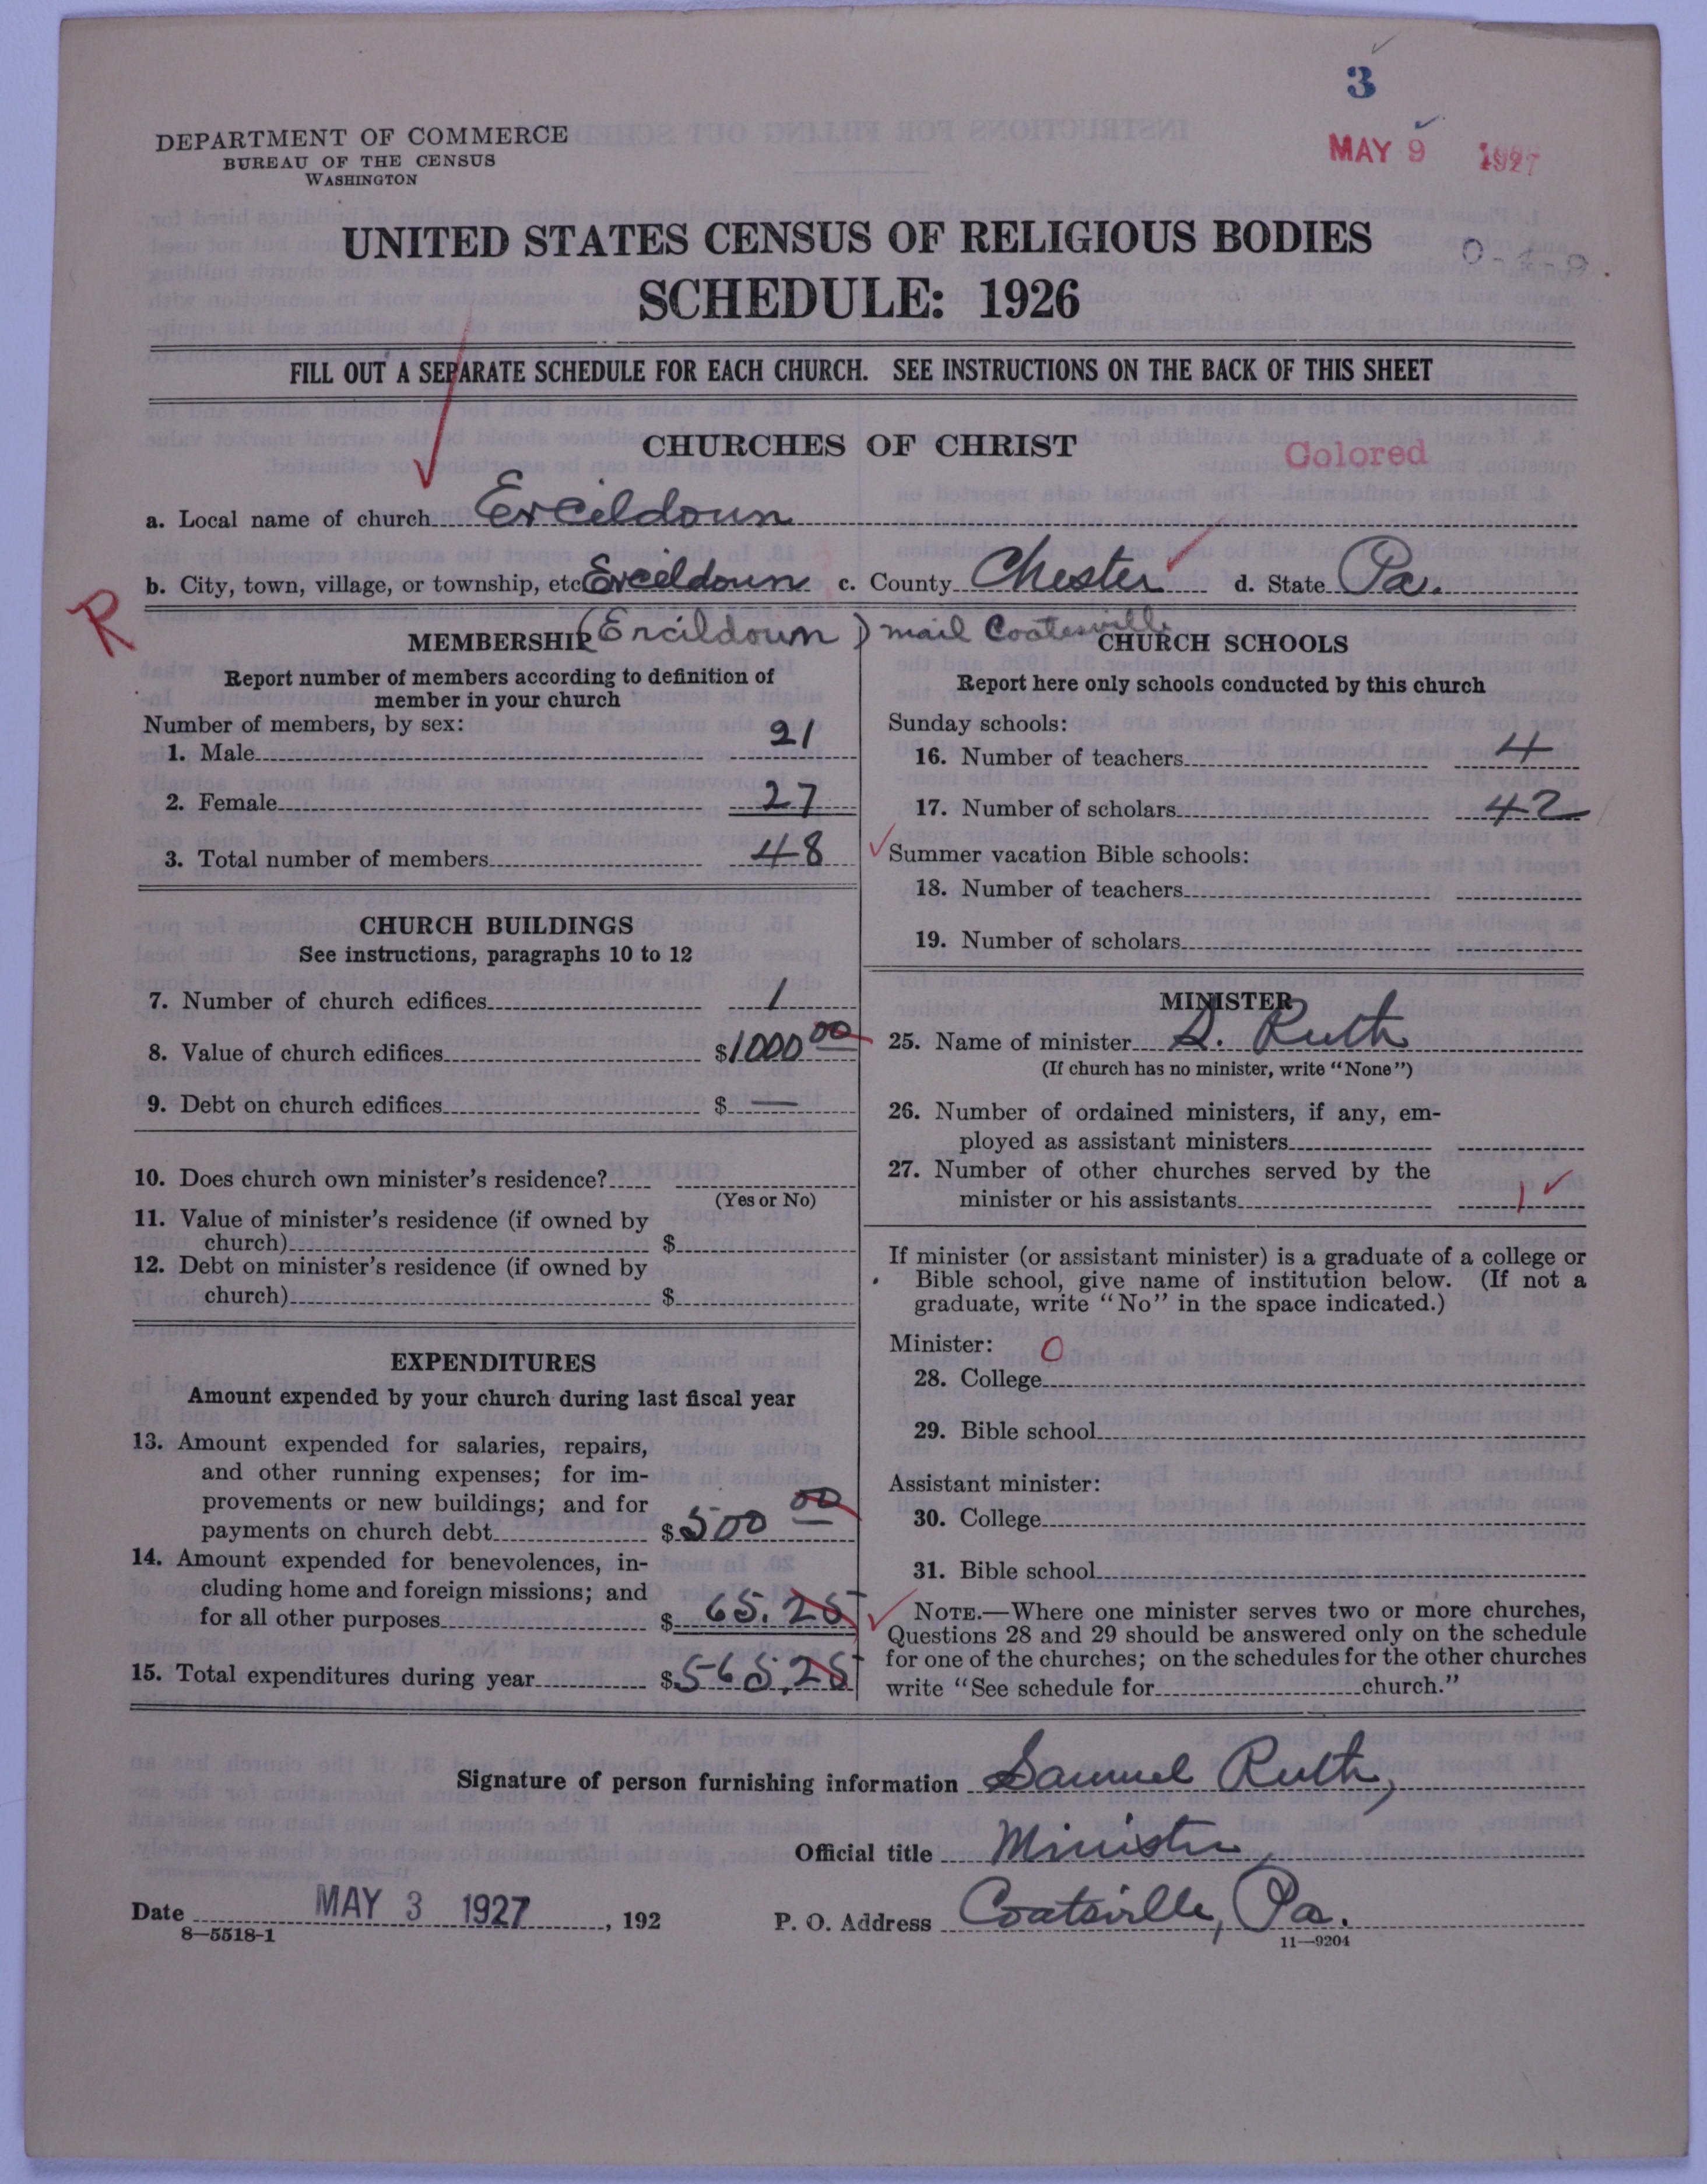 3
MAY 9 1927
DEPARTMENT OF COMMERCE
BUREAU OF THE CENSUS
WASHINGTON
UNITED STATES CENSUS OF RELIGIOUS BODIES
SCHEDULE: 1926
FILL OUT A SEPARATE SCHEDULE FOR EACH CHURCH. SEE INSTRUCTIONS ON THE BACK OF THIS SHEET
CHURCHES OF CHRIST
Colored
a. Local name of church Ercildoun
b. City, town, village, or township, etc. Ercildoun c. County Chester d. State Pa.
R
(Ercildoun) mail Coatesville
MEMBERSHIP
Report number of members according to definition of
member in your church
Number of members, by sex:
1. Male 21
2. Female 27
3. Total number of members 48
CHURCH BUILDINGS
See instructions, paragraphs 10 to 12
7. Number of church edifices 1
8. Value of church edifices $1000 00
9. Debt on church edifices $ —
10. Does church own minister's residence?
(Yes or No)
11. Value of minister's residence (if owned by
church) $
12. Debt on minister's residence (if owned by
church) $
EXPENDITURES
Amount expended by your church during last fiscal year
13. Amount expended for salaries, repairs,
and other running expenses; for im-
provements or new buildings; and for
payments on church debt $500 00
14. Amount expended for benevolences, in-
cluding home and foreign missions; and
for all other purposes $65.25
15. Total expenditures during year $565.25
CHURCH SCHOOLS
Report here only schools conducted by this church
Sunday schools:
16. Number of teachers 4
17. Number of scholars 42
Summer vacation Bible schools:
18. Number of teachers
19. Number of scholars
MINISTER
25. Name of minister S. Ruth
(If church has no minister, write "None")
26. Number of ordained ministers, if any, em-
ployed as assistant ministers
27. Number of other churches served by the
minister or his assistants 1
If minister (or assistant minister) is a graduate of a college or
Bible school, give name of institution below. (If not a
graduate, write "No" in the space indicated.)
Minister: 0
28. College
29. Bible school
Assistant minister:
30. College
31. Bible school
NOTE.—Where one minister serves two or more churches,
Questions 28 and 29 should be answered only on the schedule
for one of the churches; on the schedules for the other churches
write "See schedule for church."
Signature of person furnishing information Samuel Ruth,
Official title Minister
Date MAY 3 1927, 192
P. O. Address Coatsville, Pa.
8—5518-1
11—9204